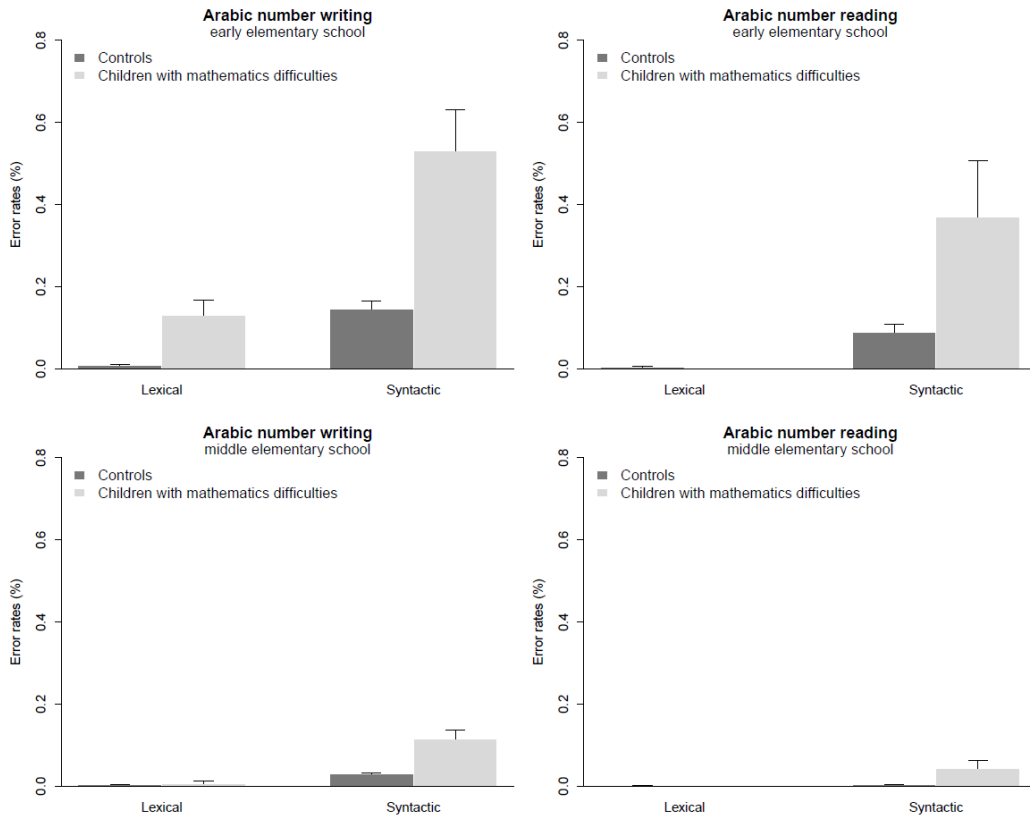 Arabic number writing
early elementary school
Controls
Children with mathematics difficulties
Error rates (%)
0.8
0.6
0.4
0.2
0.0
Lexical
Syntactic
Arabic number reading
early elementary school
Controls
Children with mathematics difficulties
Error rates (%)
0.8
0.6
0.4
0.2
0.0
Lexical
Syntactic
Arabic number writing
middle elementary school
Controls
Children with mathematics difficulties
Error rates (%)
0.8
0.6
0.4
0.2
0.0
Lexical
Syntactic
Arabic number reading
middle elementary school
Controls
Children with mathematics difficulties
Error rates (%)
0.8
0.6
0.4
0.2
0.0
Lexical
Syntactic